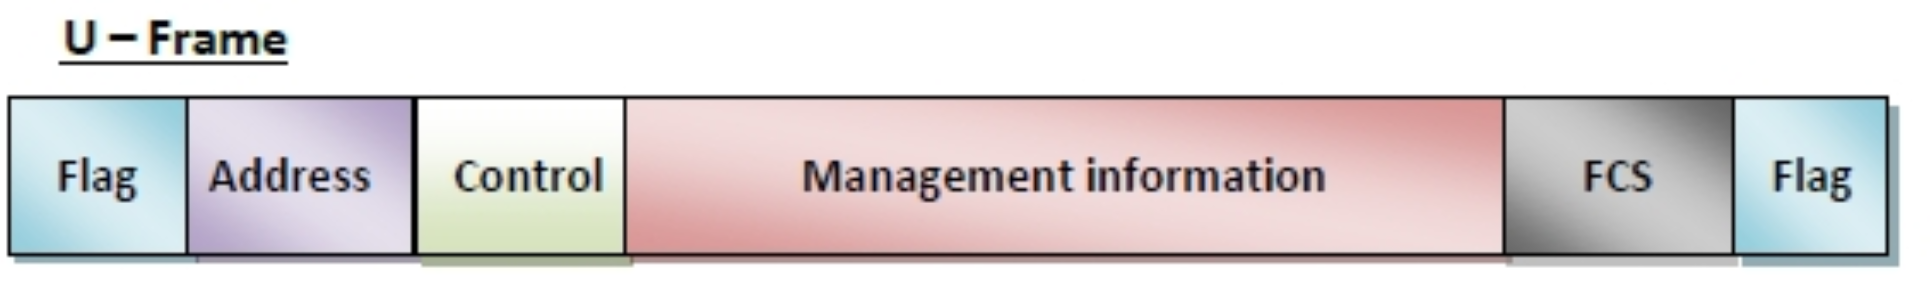 U – Frame
Flag Address Control Management information FCS Flag